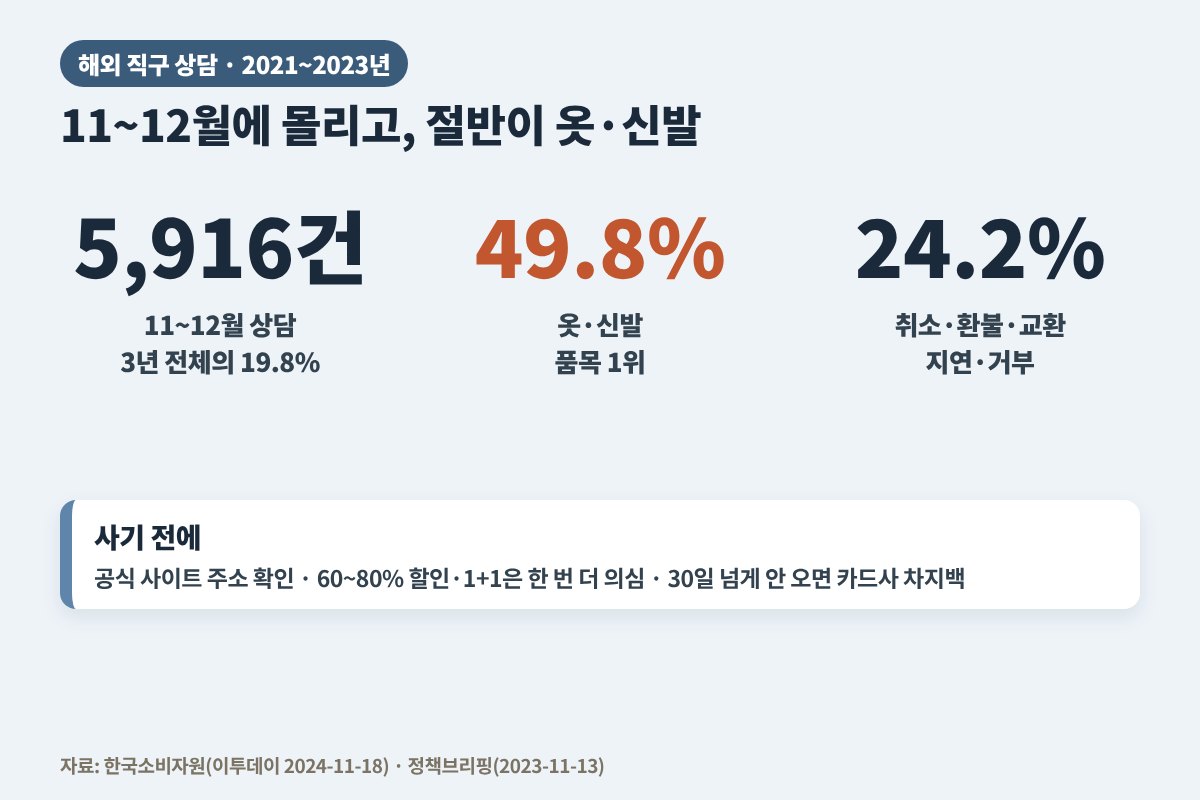 해외 직구 상담 · 2021~2023년
11~12월에 몰리고, 절반이 옷·신발
5,916건
11~12월 상담
3년 전체의 19.8%
49.8%
옷·신발
품목 1위
24.2%
취소·환불·교환
지연·거부
사기 전에
공식 사이트 주소 확인 · 60~80% 할인·1+1은 한 번 더 의심 · 30일 넘게 안 오면 카드사 차지백
자료: 한국소비자원(이투데이 2024-11-18) · 정책브리핑(2023-11-13)